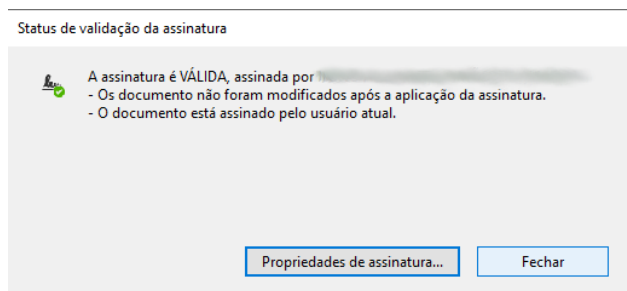 Status de validação da assinatura
A assinatura é VÁLIDA, assinada por
- Os documento não foram modificados após a aplicação da assinatura.
- O documento está assinado pelo usuário atual.
Propriedades de assinatura...
Fechar